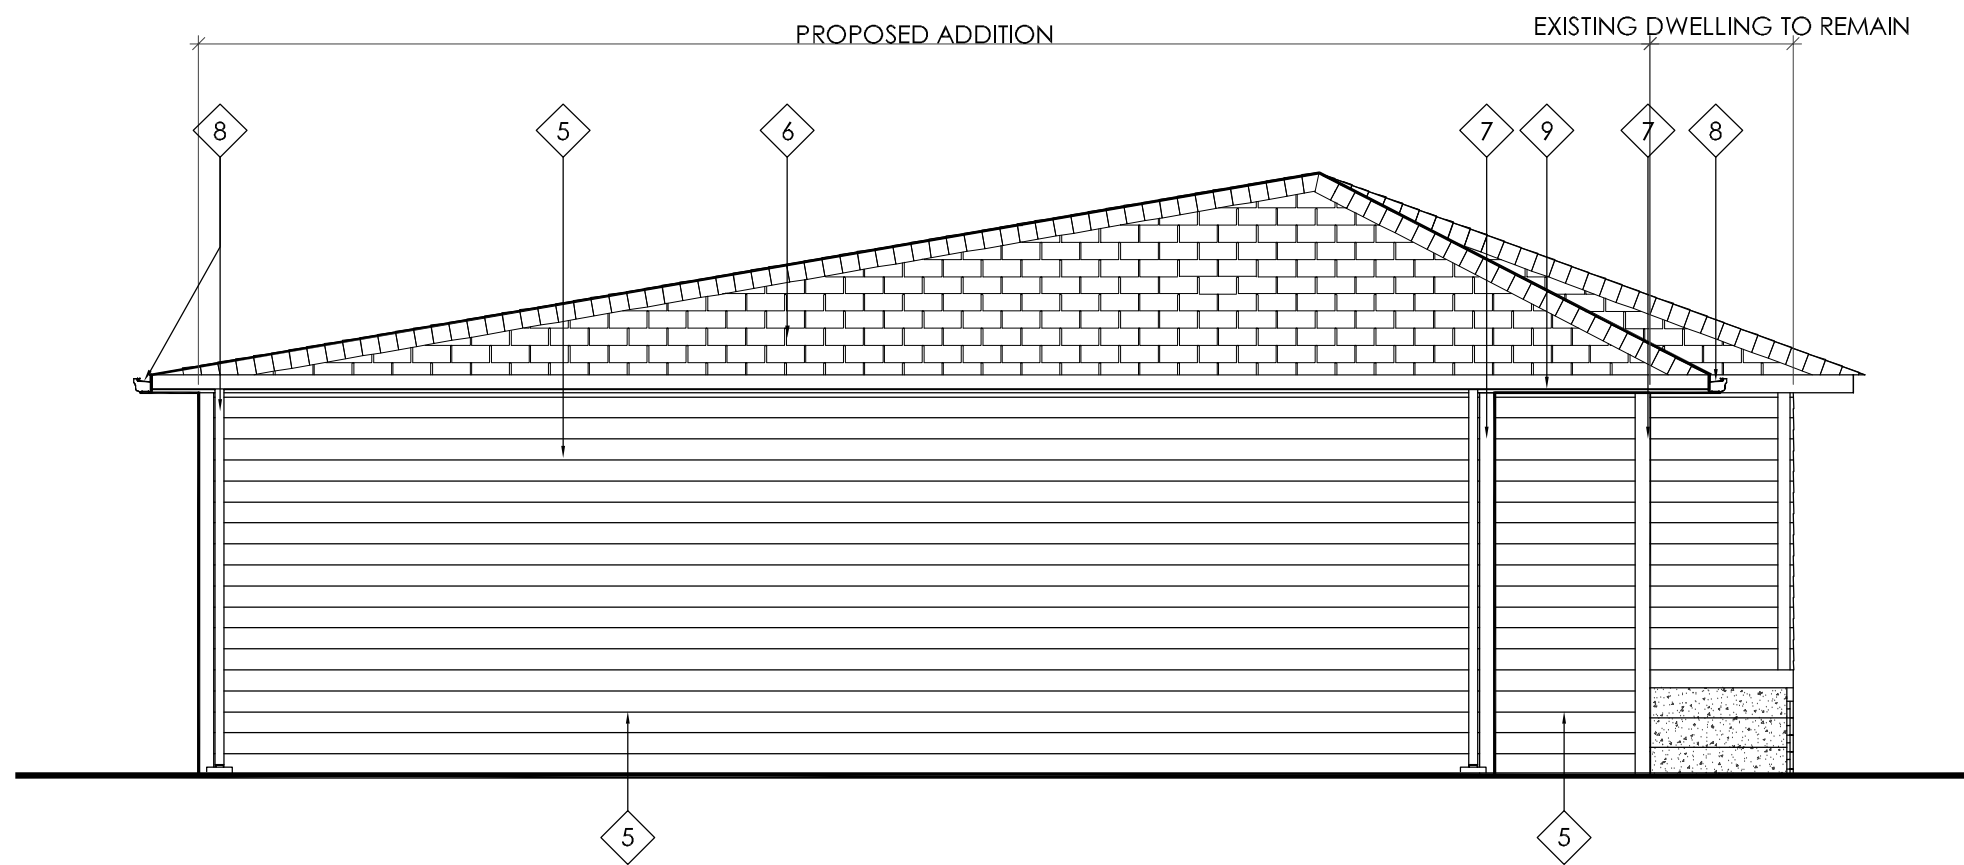 EXISTING DWELLING TO REMAIN
PROPOSED ADDITION
8 5 6 7 9 7 8
5 5